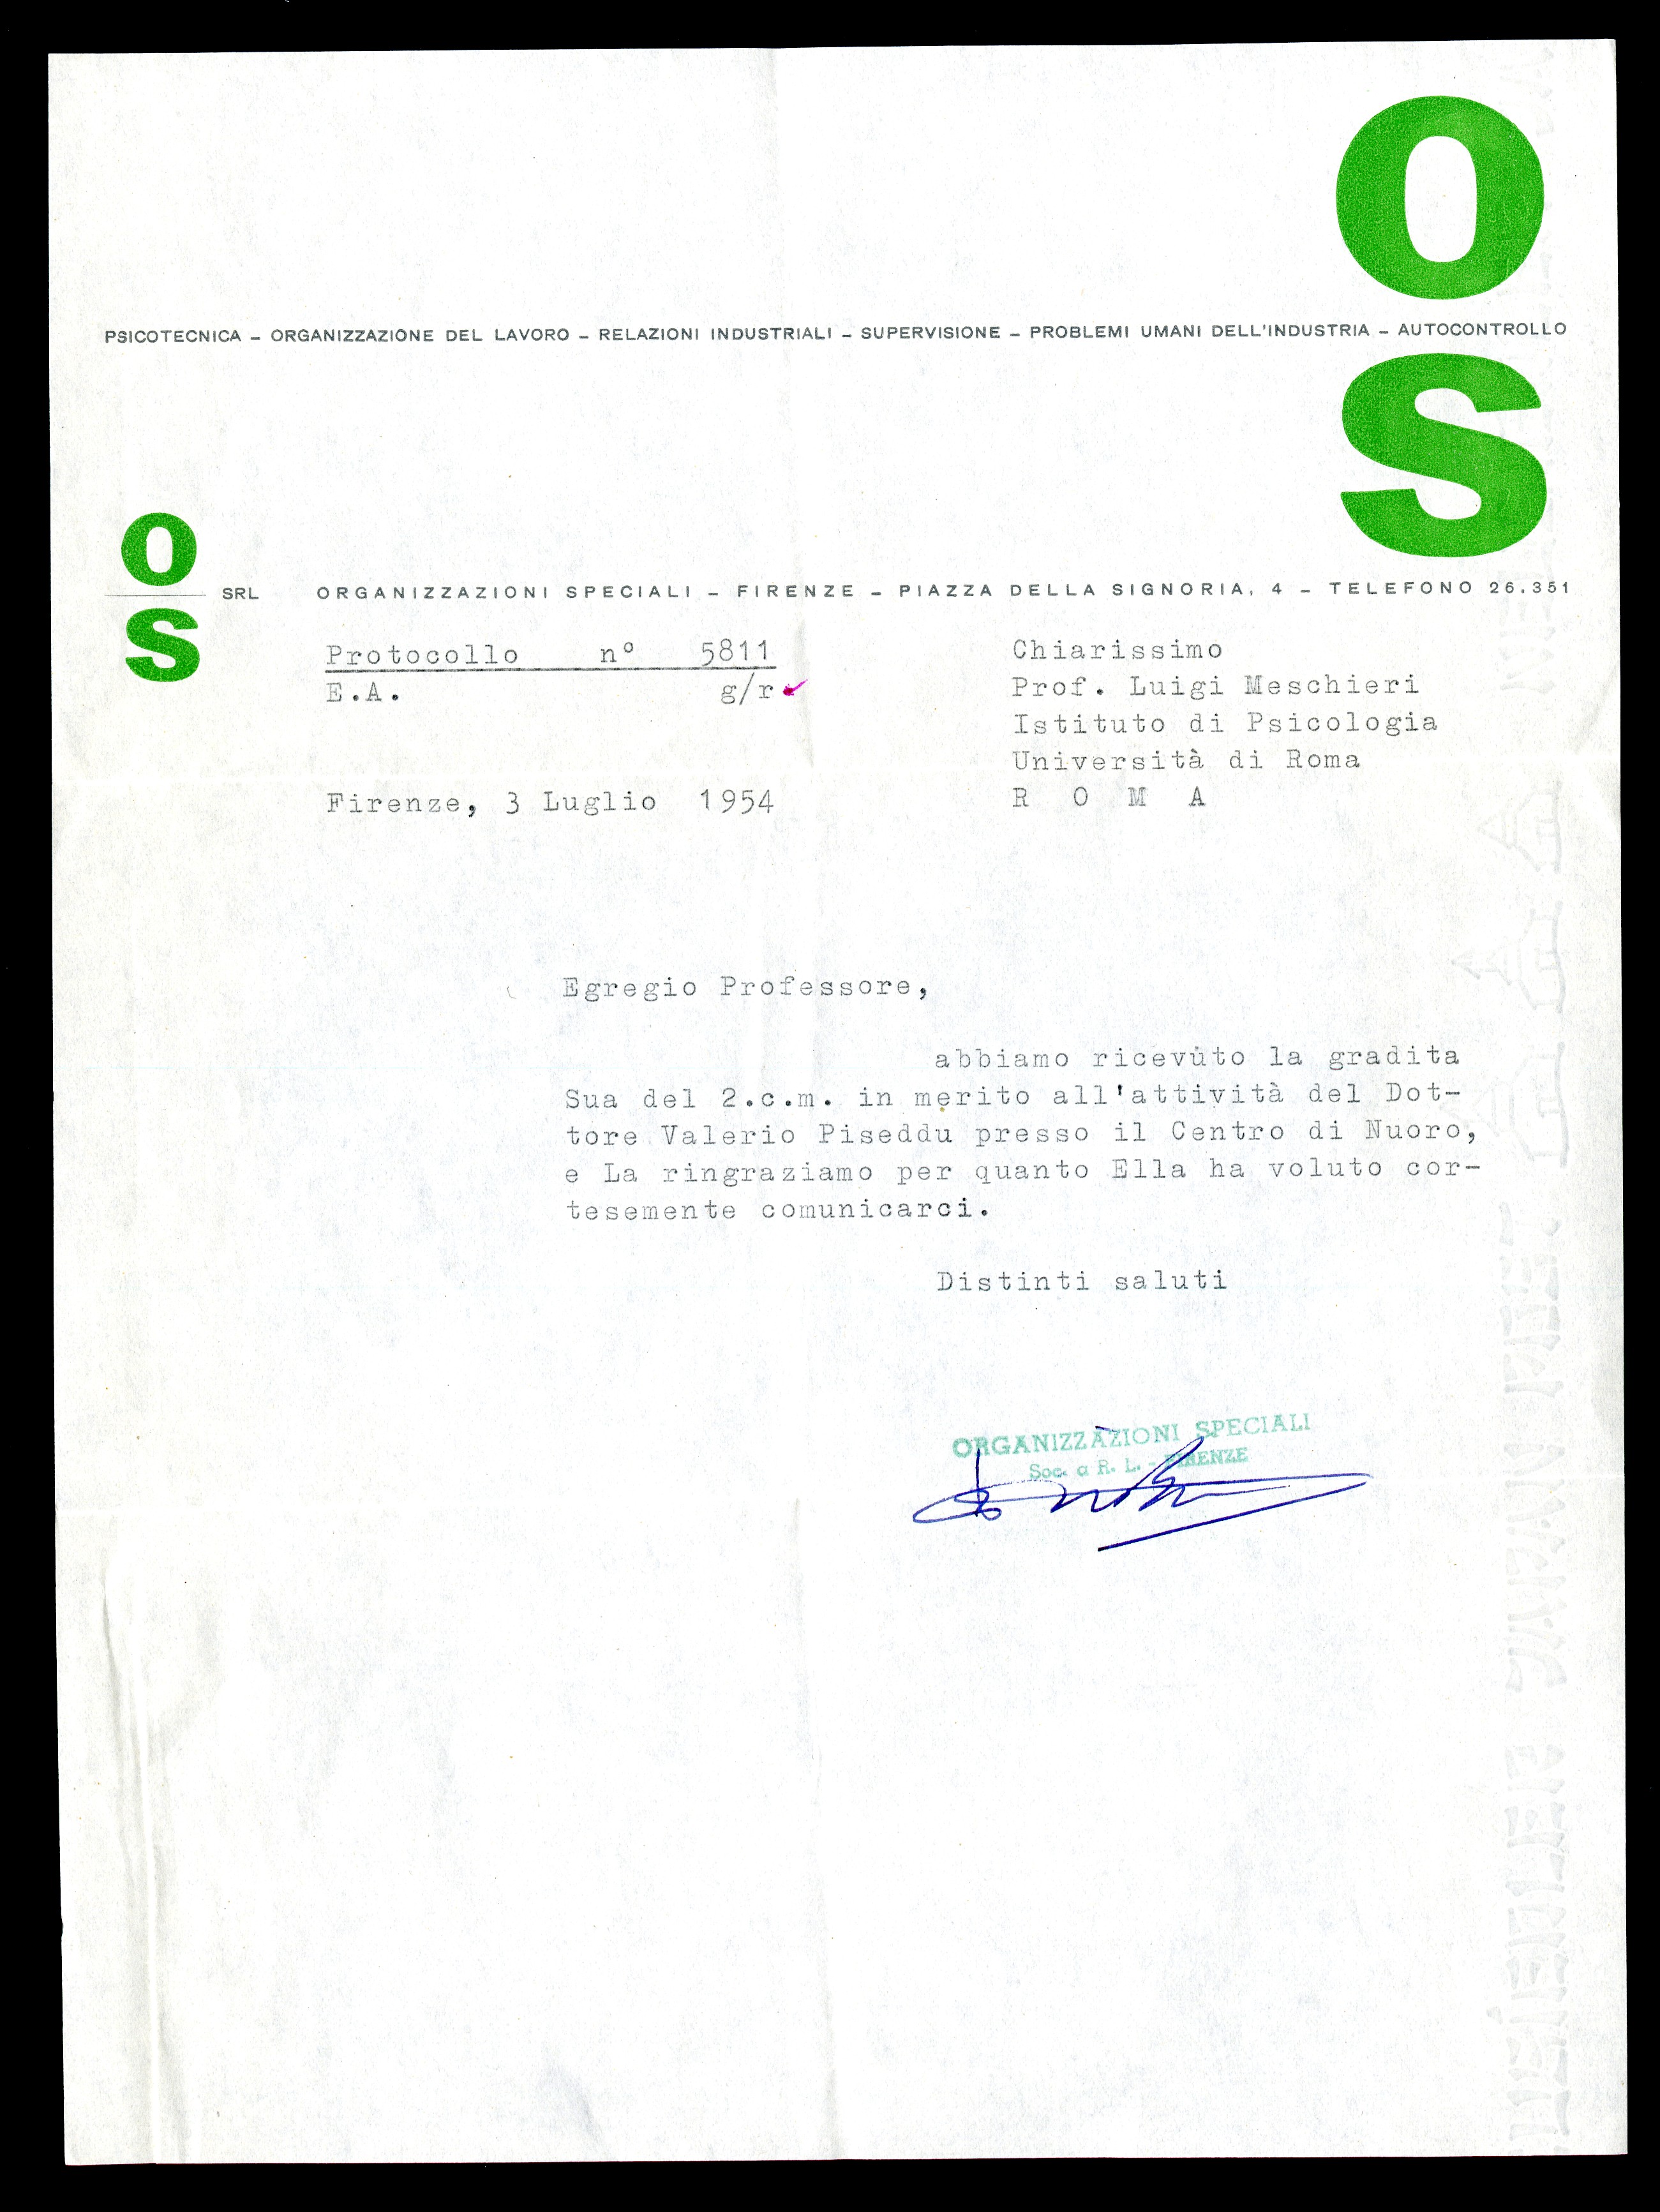 O
PSICOTECNICA – ORGANIZZAZIONE DEL LAVORO – RELAZIONI INDUSTRIALI – SUPERVISIONE – PROBLEMI UMANI DELL'INDUSTRIA – AUTOCONTROLLO
S
O
S
SRL ORGANIZZAZIONI SPECIALI – FIRENZE – PIAZZA DELLA SIGNORIA, 4 – TELEFONO 26.351
Protocollo n° 5811
E.A. g/r
Firenze, 3 Luglio 1954
Chiarissimo
Prof. Luigi Meschieri
Istituto di Psicologia
Università di Roma
R O M A
Egregio Professore,
abbiamo ricevuto la gradita
Sua del 2.c.m. in merito all'attività del Dot-
tore Valerio Piseddu presso il Centro di Nuoro,
e La ringraziamo per quanto Ella ha voluto cor-
tesemente comunicarci.
Distinti saluti
ORGANIZZAZIONI SPECIALI
Soc. a R. L. - FIRENZE